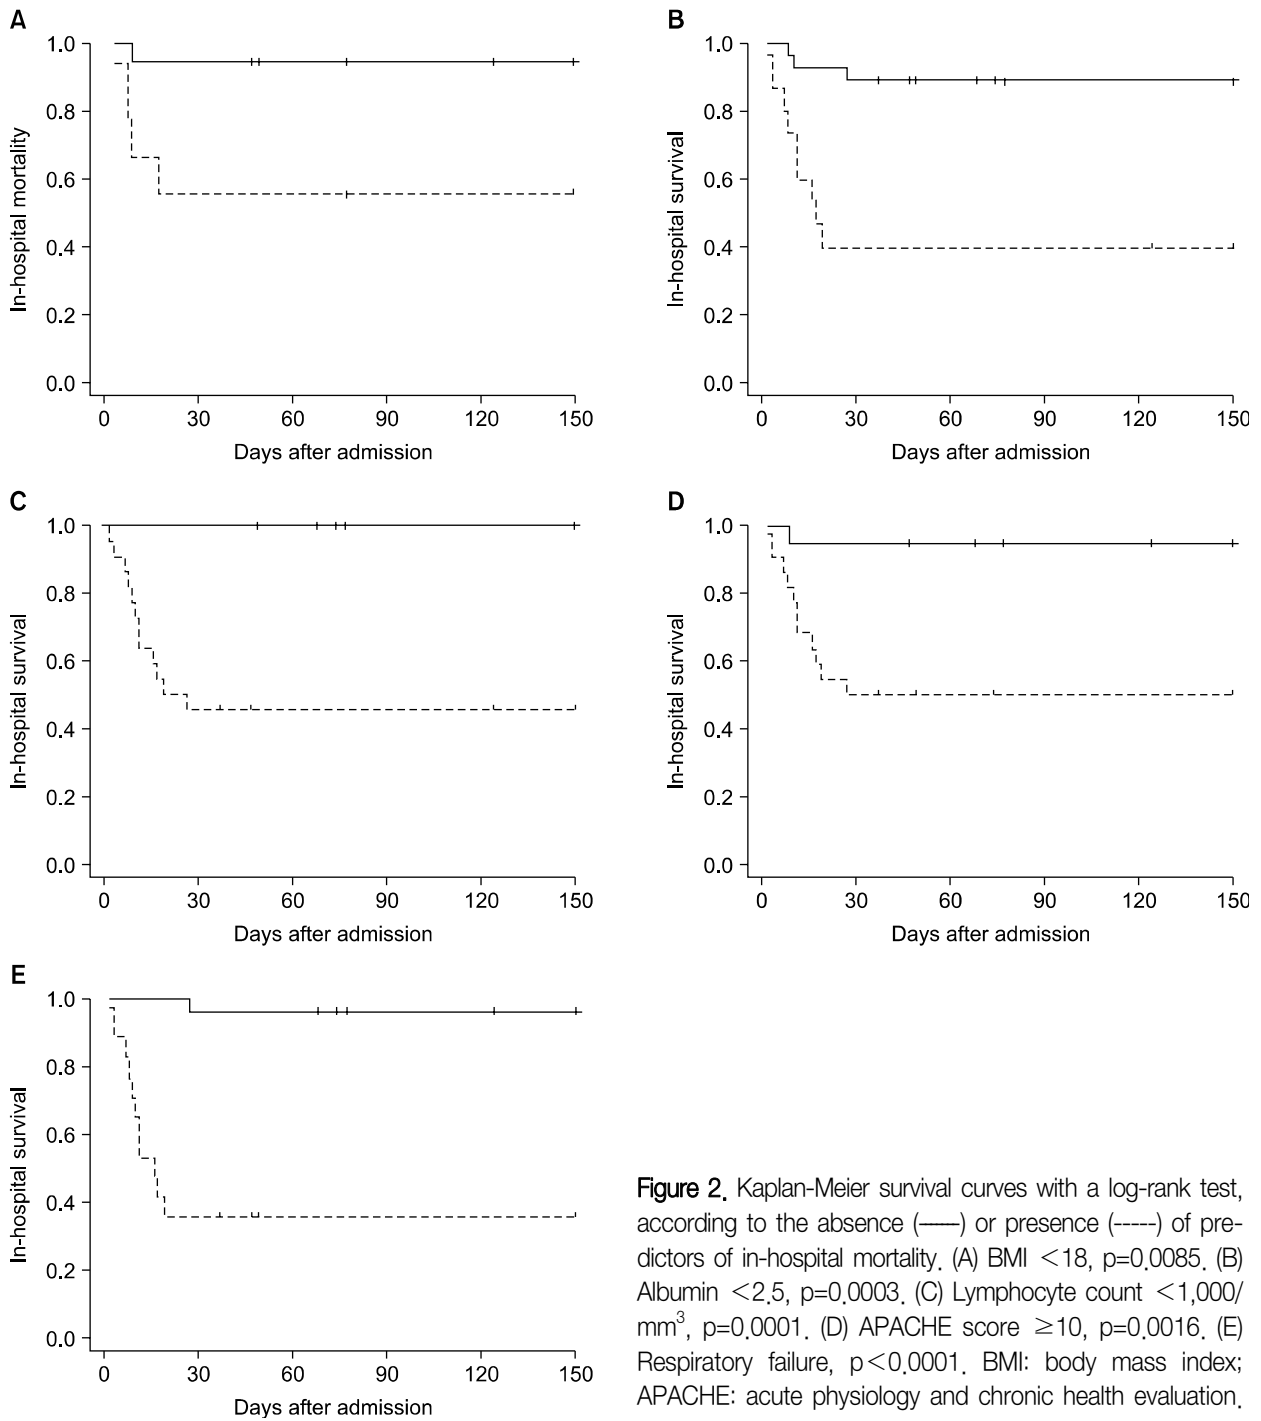 A
1.0
0.8
0.6
0.4
0.2
0.0
In-hospital mortality
0 30 60 90 120 150
Days after admission
B
1.0
0.8
0.6
0.4
0.2
0.0
In-hospital survival
0 30 60 90 120 150
Days after admission
C
1.0
0.8
0.6
0.4
0.2
0.0
In-hospital survival
0 30 60 90 120 150
Days after admission
D
1.0
0.8
0.6
0.4
0.2
0.0
In-hospital survival
0 30 60 90 120 150
Days after admission
E
1.0
0.8
0.6
0.4
0.2
0.0
In-hospital survival
0 30 60 90 120 150
Days after admission
Figure 2. Kaplan-Meier survival curves with a log-rank test,
according to the absence (——) or presence (-----) of pre-
dictors of in-hospital mortality. (A) BMI <18, p=0.0085. (B)
Albumin <2.5, p=0.0003. (C) Lymphocyte count <1,000/
mm³, p=0.0001. (D) APACHE score ≥10, p=0.0016. (E)
Respiratory failure, p<0.0001. BMI: body mass index;
APACHE: acute physiology and chronic health evaluation.